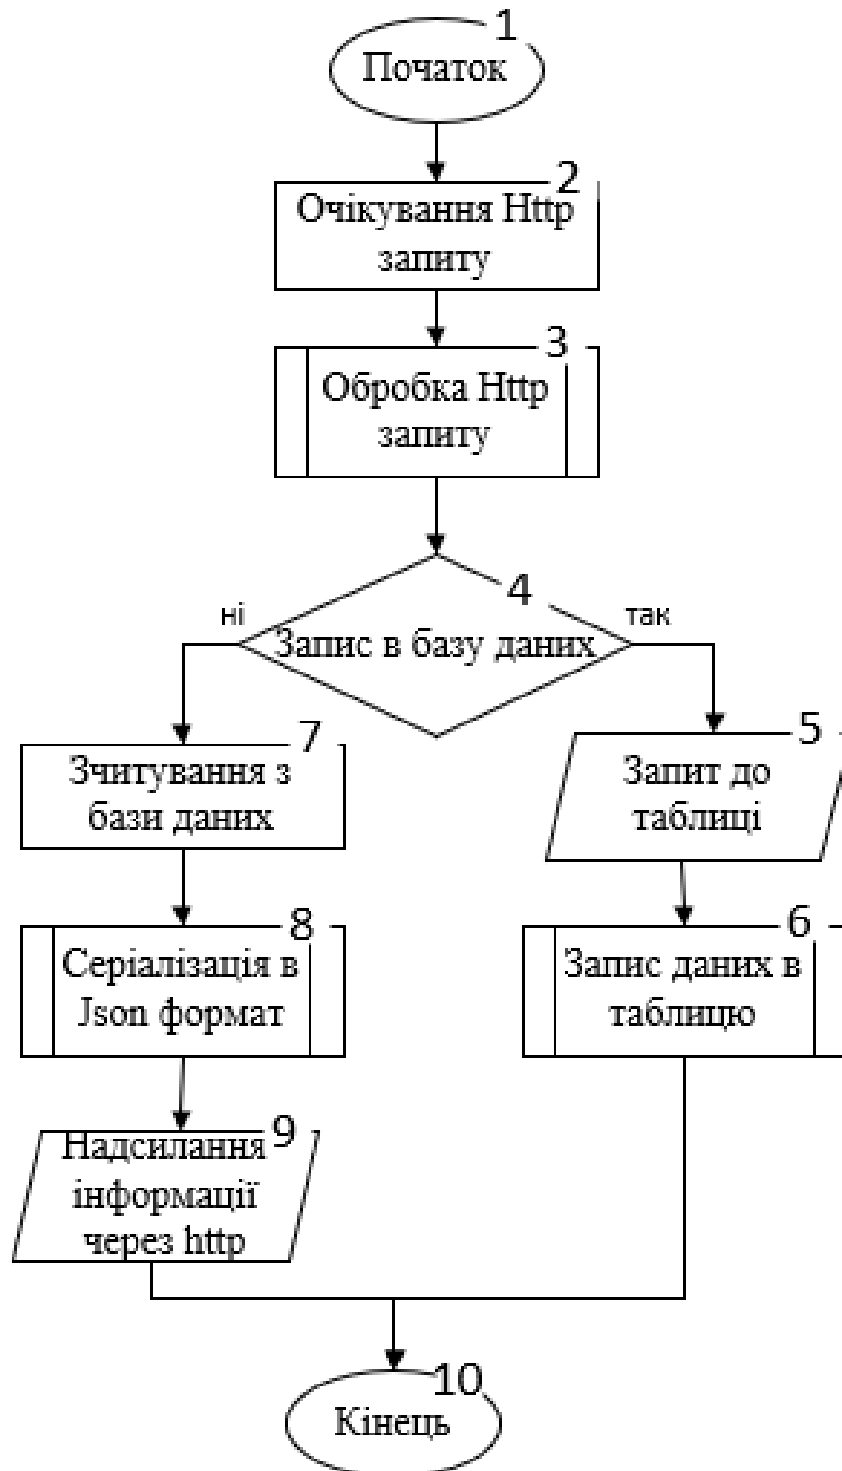 1
Початок
2
Очікування Http
запиту
3
Обробка Http
запиту
4
ні
так
Запис в базу даних
7
Зчитування з
бази даних
5
Запит до
таблиці
8
Серіалізація в
Json формат
6
Запис даних в
таблицю
9
Надсилання
інформації
через http
10
Кінець